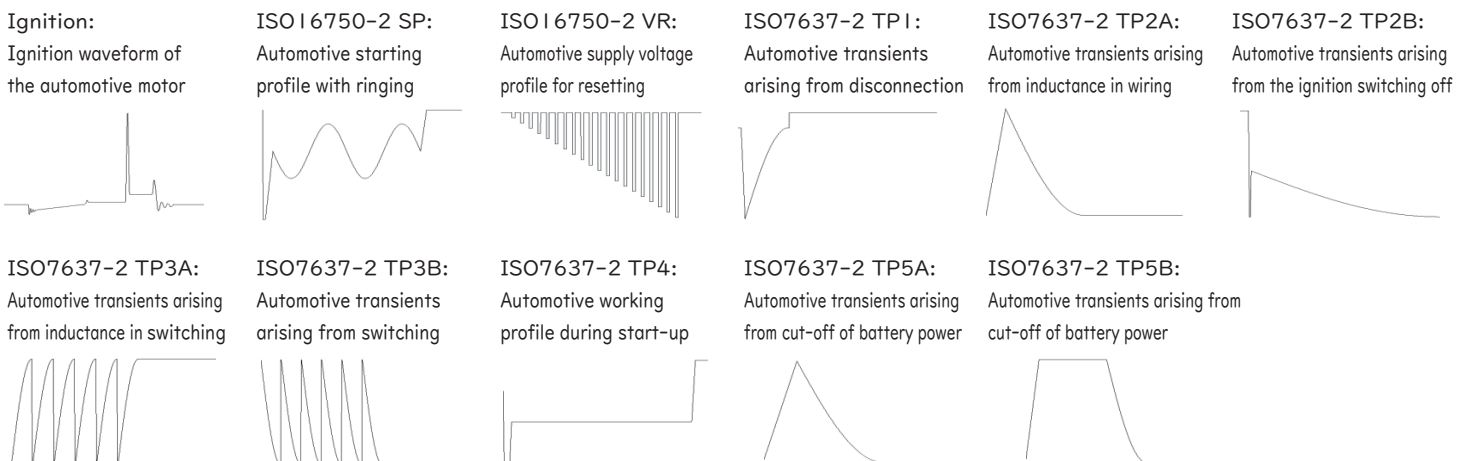 Ignition:
Ignition waveform of
the automotive motor
ISO16750-2 SP:
Automotive starting
profile with ringing
ISO16750-2 VR:
Automotive supply voltage
profile for resetting
ISO7637-2 TP1:
Automotive transients
arising from disconnection
ISO7637-2 TP2A:
Automotive transients arising
from inductance in wiring
ISO7637-2 TP2B:
Automotive transients arising
from the ignition switching off
ISO7637-2 TP3A:
Automotive transients arising
from inductance in switching
ISO7637-2 TP3B:
Automotive transients
arising from switching
ISO7637-2 TP4:
Automotive working
profile during start-up
ISO7637-2 TP5A:
Automotive transients arising
from cut-off of battery power
ISO7637-2 TP5B:
Automotive transients arising from
cut-off of battery power